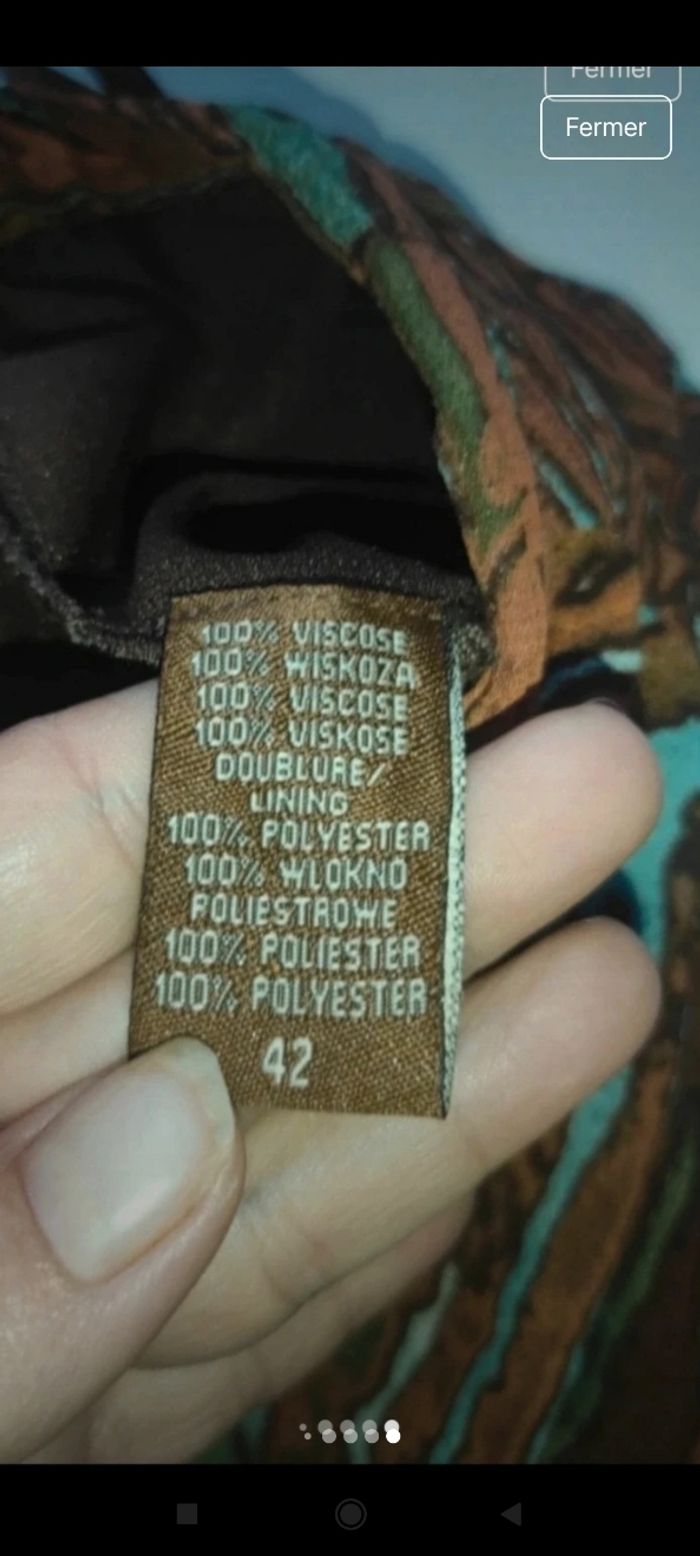 Fermer
Fermer
100% VISCOSE
100% WISKOZA
100% VISCOSE
100% VISKOSE
DOUBLURE/
LINING
100% POLYESTER
100% WLOKNO
POLIESTROWE
100% POLIESTER
100% POLYESTER
42